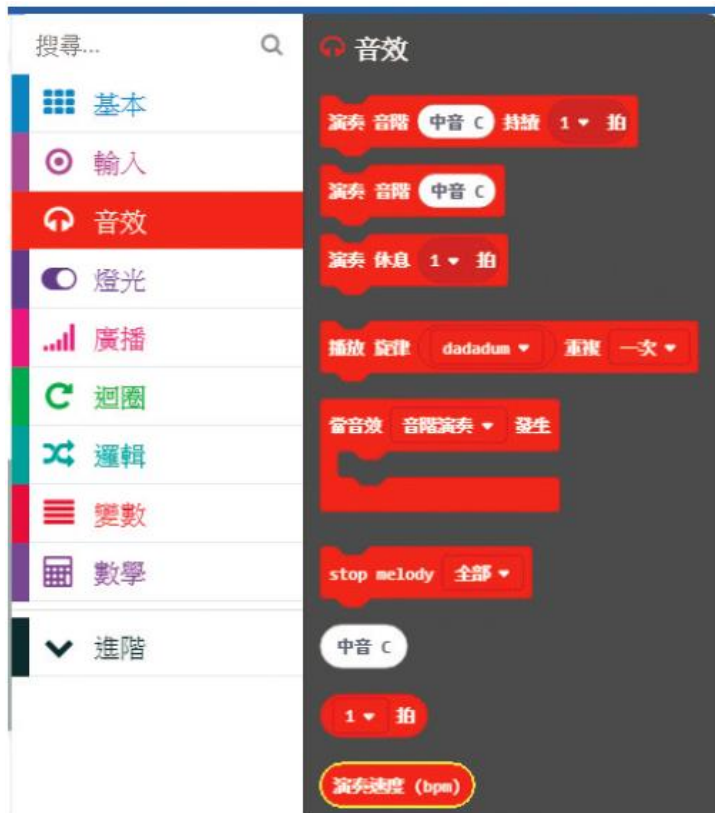 搜尋...
基本
輸入
音效
燈光
廣播
迴圈
邏輯
變數
數學
進階
音效
演奏 音階 中音 C 持續 1 拍
演奏 音階 中音 C
演奏 休息 1 拍
播放 旋律 dadadum 重複 一次
當音效 音階演奏 發生
stop melody 全部
中音 C
1 拍
演奏速度 (bpm)